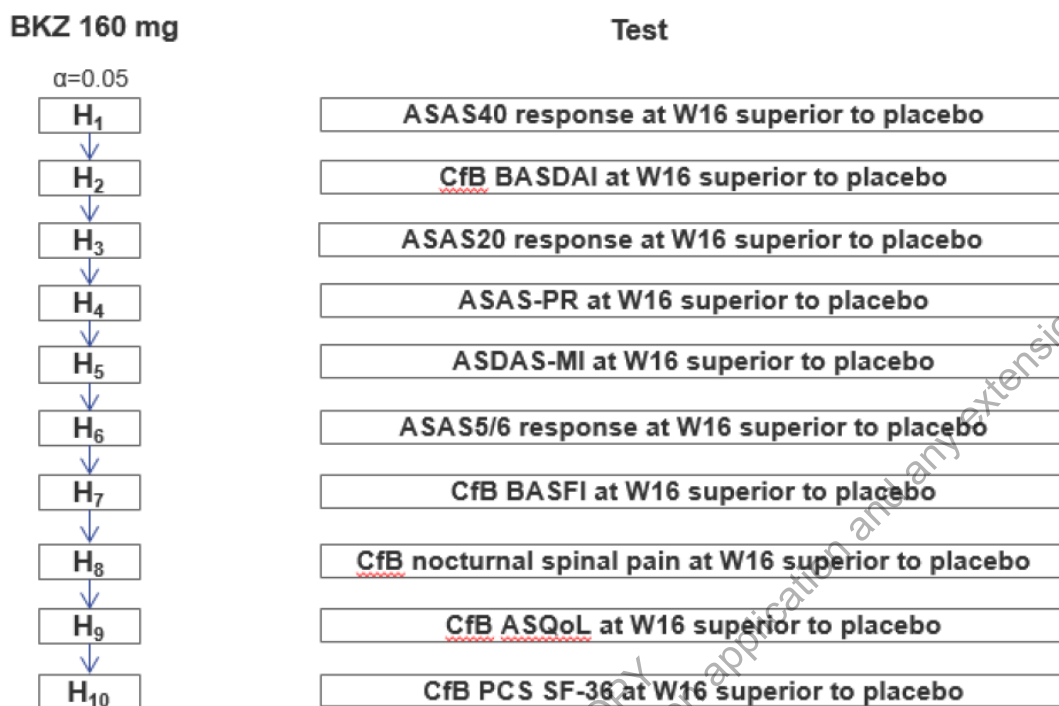 BKZ 160 mg Test
α=0.05
H₁ ASAS40 response at W16 superior to placebo
H₂ CfB BASDAI at W16 superior to placebo
H₃ ASAS20 response at W16 superior to placebo
H₄ ASAS-PR at W16 superior to placebo
H₅ ASDAS-MI at W16 superior to placebo
H₆ ASAS5/6 response at W16 superior to placebo
H₇ CfB BASFI at W16 superior to placebo
H₈ CfB nocturnal spinal pain at W16 superior to placebo
H₉ CfB ASQoL at W16 superior to placebo
H₁₀ CfB PCS SF-36 at W16 superior to placebo
application and any